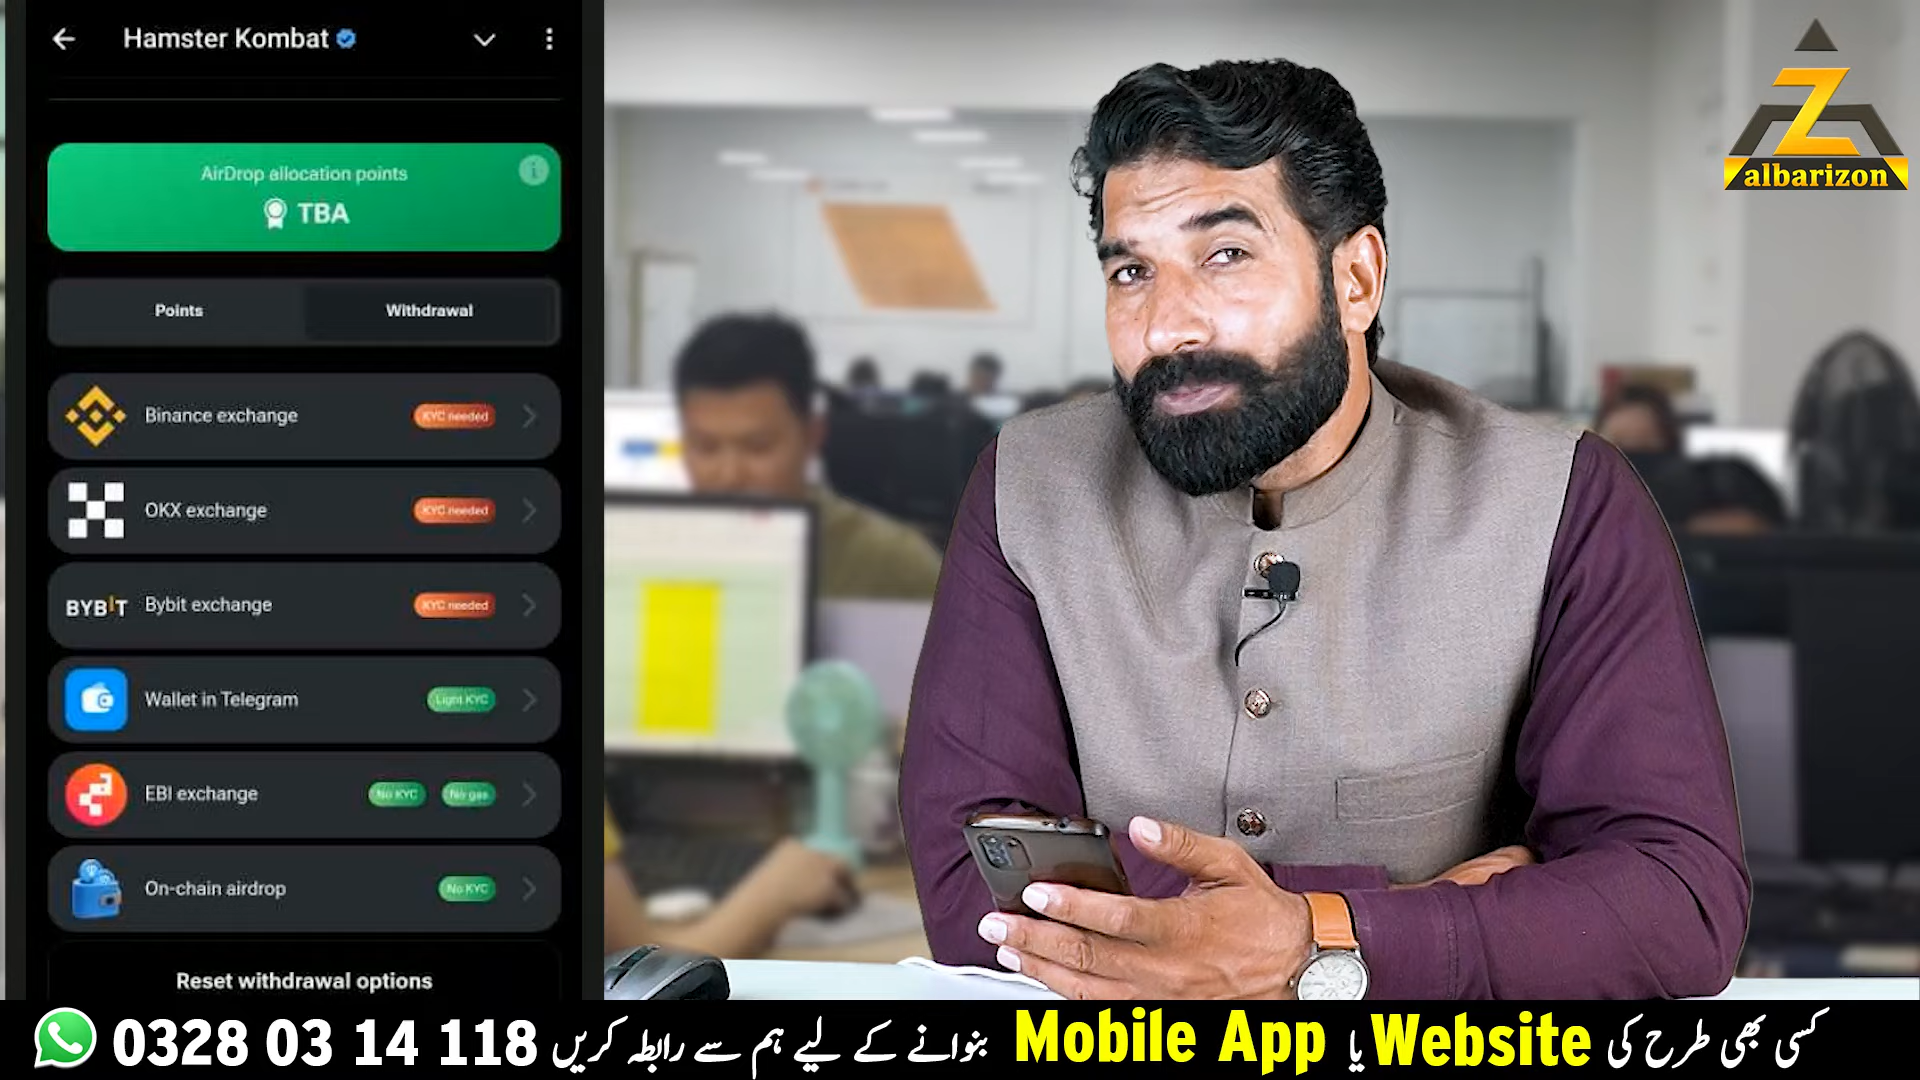 Hamster Kombat
AirDrop allocation points
TBA
Points
Withdrawal
Binance exchange
KYC needed
OKX exchange
KYC needed
BYBIT
Bybit exchange
KYC needed
Wallet in Telegram
Light KYC
EBI exchange
No KYC
No gas
On-chain airdrop
No KYC
Reset withdrawal options
Z
albarizon
کسی بھی طرح کی Website یا Mobile App بنوانے کے لیے ہم سے رابطہ کریں 0328 03 14 118